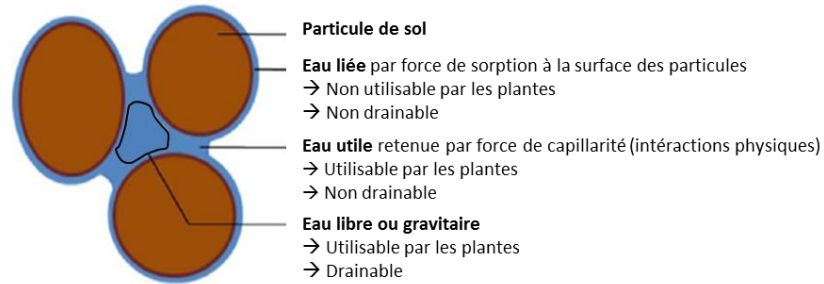 Particule de sol
Eau liée par force de sorption à la surface des particules
→ Non utilisable par les plantes
→ Non drainable
Eau utile retenue par force de capillarité (intéractions physiques)
→ Utilisable par les plantes
→ Non drainable
Eau libre ou gravitaire
→ Utilisable par les plantes
→ Drainable